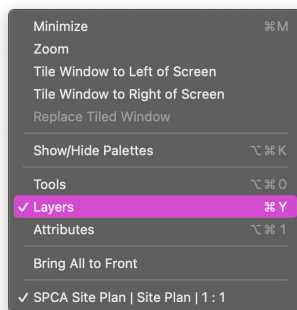 Minimize ⌘M
Zoom
Tile Window to Left of Screen
Tile Window to Right of Screen
Replace Tiled Window
Show/Hide Palettes ⌥⌘K
Tools ⌥⌘0
✓ Layers ⌘Y
Attributes ⌥⌘1
Bring All to Front
✓ SPCA Site Plan | Site Plan | 1 : 1